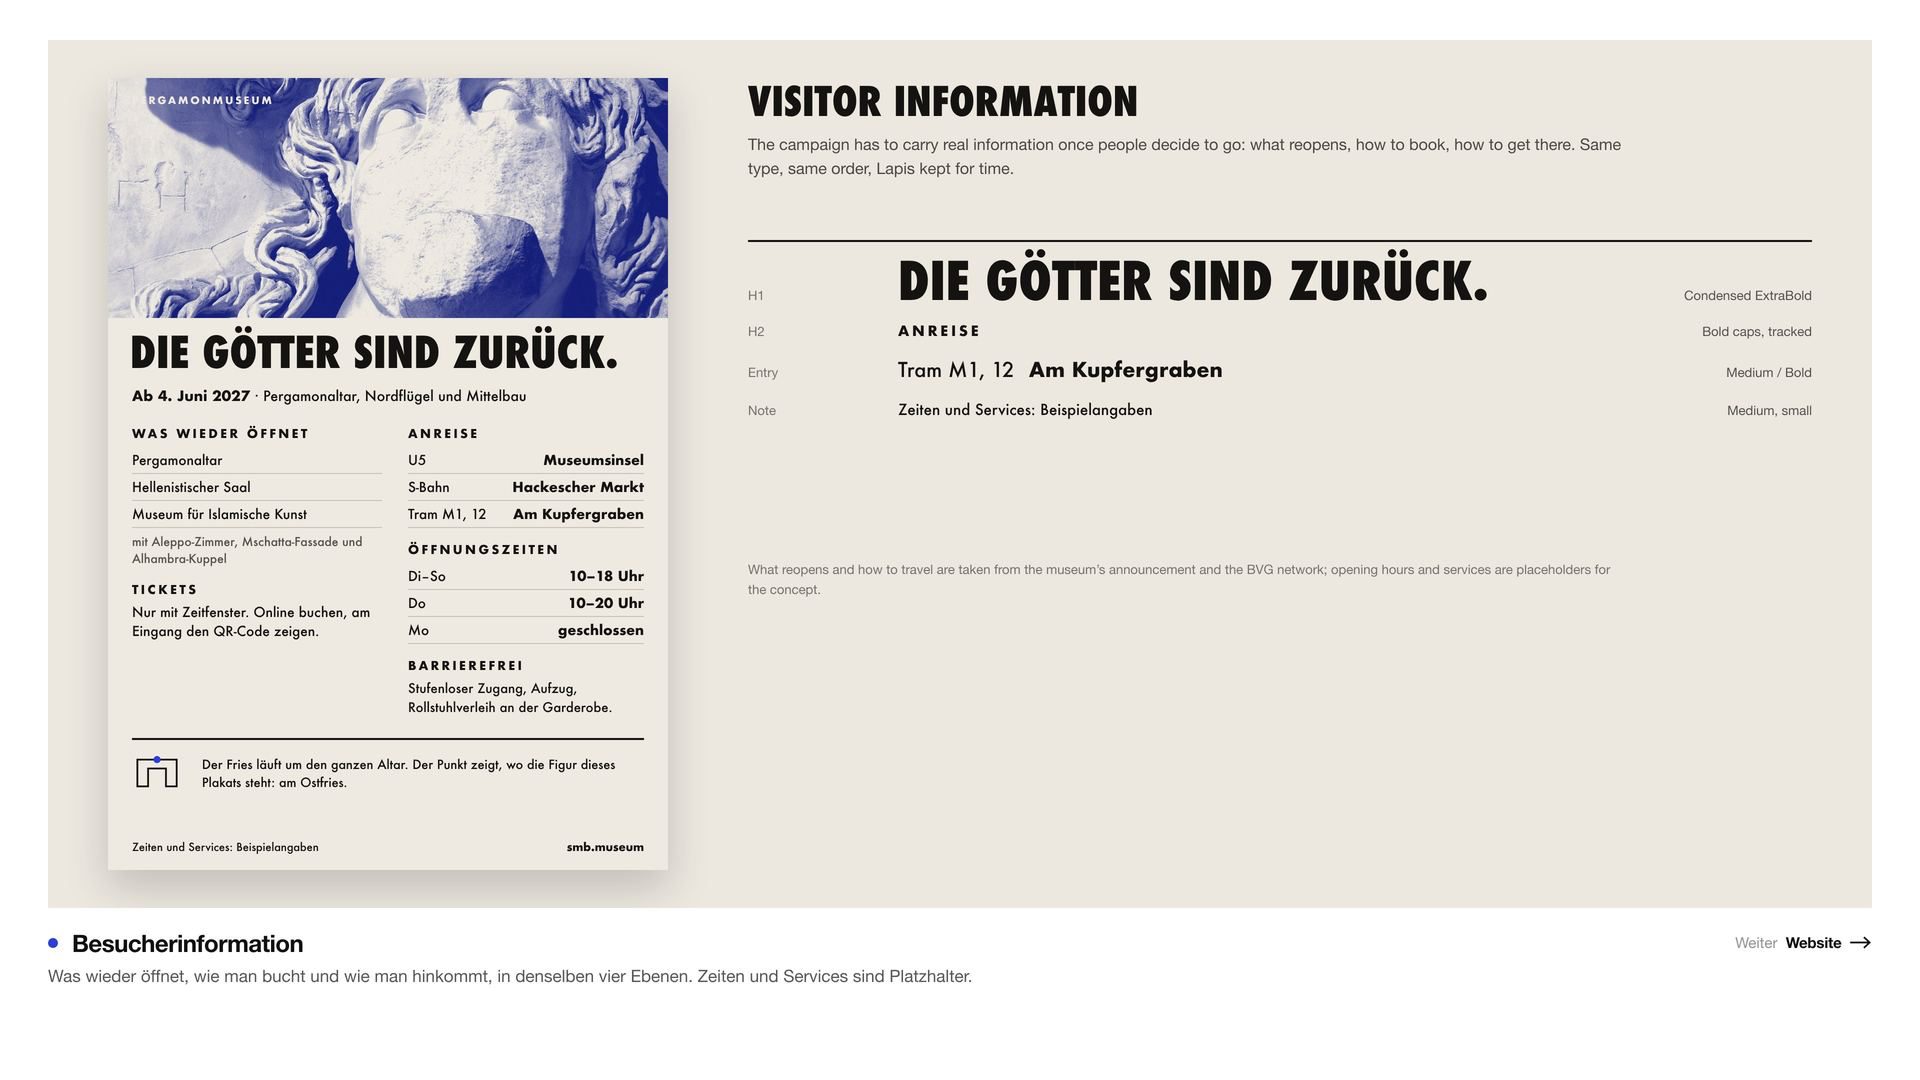 PERGAMONMUSEUM
DIE GÖTTER SIND ZURÜCK.
Ab 4. Juni 2027 · Pergamonaltar, Nordflügel und Mittelbau
WAS WIEDER ÖFFNET
Pergamonaltar
Hellenistischer Saal
Museum für Islamische Kunst
mit Aleppo-Zimmer, Mschatta-Fassade und
Alhambra-Kuppel
TICKETS
Nur mit Zeitfenster. Online buchen, am
Eingang den QR-Code zeigen.
ANREISE
U5 Museumsinsel
S-Bahn Hackescher Markt
Tram M1, 12 Am Kupfergraben
ÖFFNUNGSZEITEN
Di–So 10–18 Uhr
Do 10–20 Uhr
Mo geschlossen
BARRIEREFREI
Stufenloser Zugang, Aufzug,
Rollstuhlverleih an der Garderobe.
Der Fries läuft um den ganzen Altar. Der Punkt zeigt, wo die Figur dieses
Plakats steht: am Ostfries.
Zeiten und Services: Beispielangaben smb.museum
VISITOR INFORMATION
The campaign has to carry real information once people decide to go: what reopens, how to book, how to get there. Same
type, same order, Lapis kept for time.
H1 DIE GÖTTER SIND ZURÜCK. Condensed ExtraBold
H2 ANREISE Bold caps, tracked
Entry Tram M1, 12 Am Kupfergraben Medium / Bold
Note Zeiten und Services: Beispielangaben Medium, small
What reopens and how to travel are taken from the museum’s announcement and the BVG network; opening hours and services are placeholders for
the concept.
Besucherinformation
Was wieder öffnet, wie man bucht und wie man hinkommt, in denselben vier Ebenen. Zeiten und Services sind Platzhalter.
Weiter Website →